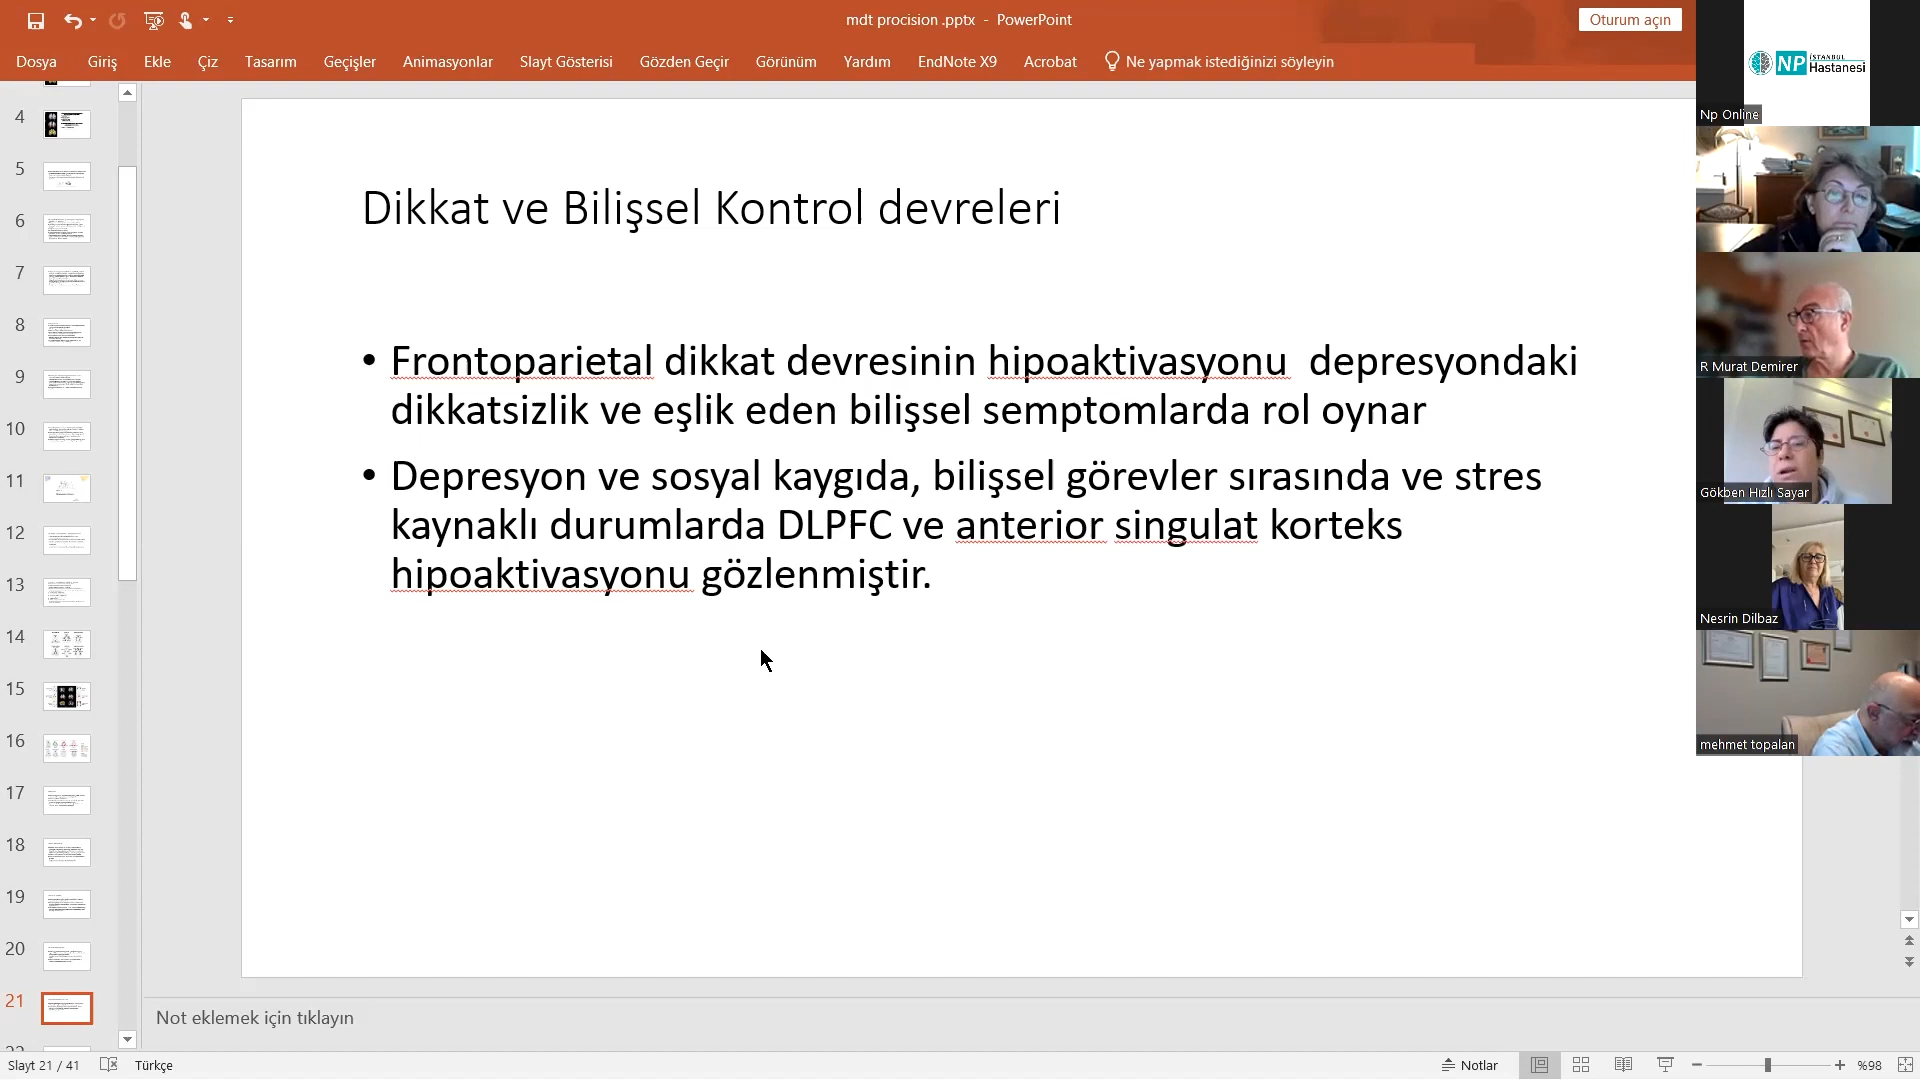 mdt procision .pptx - PowerPoint
Oturum açın
Dosya Giriş Ekle Çiz Tasarım Geçişler Animasyonlar Slayt Gösterisi Gözden Geçir Görünüm Yardım EndNote X9 Acrobat Ne yapmak istediğinizi söyleyin
4
5
6
7
8
9
10
11
12
13
14
15
16
17
18
19
20
21
Dikkat ve Bilişsel Kontrol devreleri
• Frontoparietal dikkat devresinin hipoaktivasyonu depresyondaki
dikkatsizlik ve eşlik eden bilişsel semptomlarda rol oynar
• Depresyon ve sosyal kaygıda, bilişsel görevler sırasında ve stres
kaynaklı durumlarda DLPFC ve anterior singulat korteks
hipoaktivasyonu gözlenmiştir.
NP İSTANBUL Hastanesi
Np Online
R Murat Demirer
Gökben Hızlı Sayar
Nesrin Dilbaz
mehmet topalan
Not eklemek için tıklayın
Slayt 21 / 41 Türkçe Notlar %98